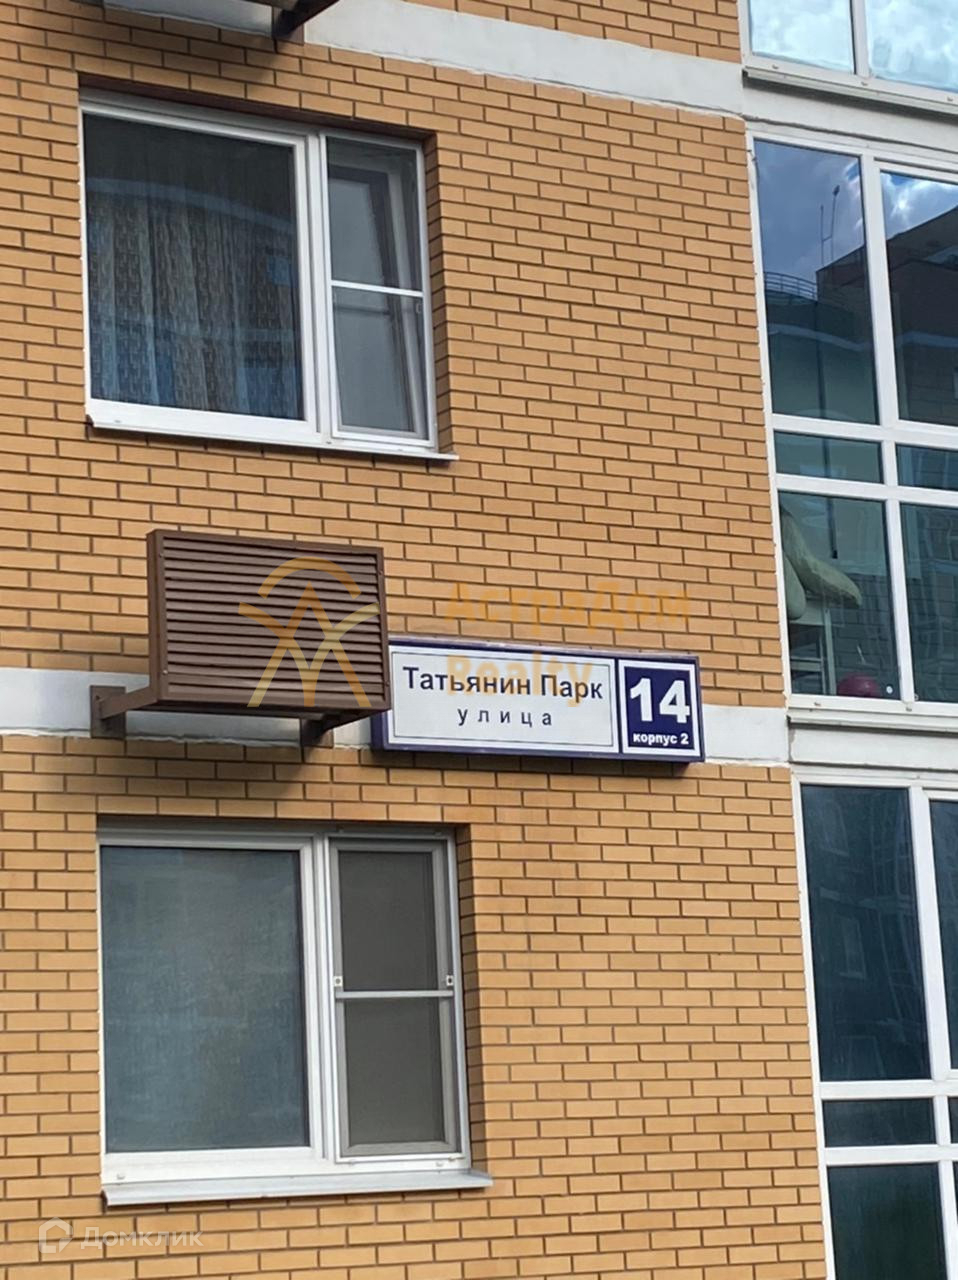 АстраДом
Realty
Татьянин Парк
улица
14
корпус 2
Домклик